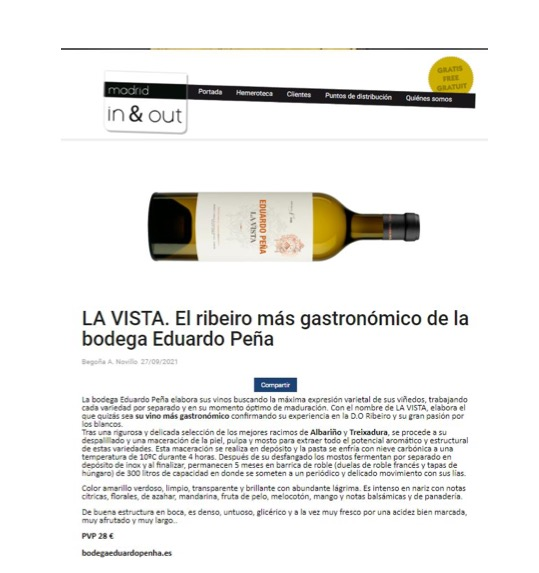 GRATIS
FREE
GRATUIT
madrid
in & out
Portada Hemeroteca Clientes Puntos de distribución Quiénes somos
EDUARDO PEÑA
LA VISTA
LA VISTA. El ribeiro más gastronómico de la
bodega Eduardo Peña
Begoña A. Novillo 27/09/2021
Compartir
La bodega Eduardo Peña elabora sus vinos buscando la máxima expresión varietal de sus viñedos, trabajando
cada variedad por separado y en su momento óptimo de maduración. Con el nombre de LA VISTA, elabora el
que quizás sea su vino más gastronómico confirmando su experiencia en la D.O Ribeiro y su gran pasión por
los blancos.
Tras una rigurosa y delicada selección de los mejores racimos de Albariño y Treixadura, se procede a su
despalillado y una maceración de la piel, pulpa y mosto para extraer todo el potencial aromático y estructural
de estas variedades. Esta maceración se realiza en depósito y la pasta se enfría con nieve carbónica a una
temperatura de 10ºC durante 4 horas. Después de su desfangado los mostos fermentan por separado en
depósito de inox y al finalizar, permanecen 5 meses en barrica de roble (duelas de roble francés y tapas de
húngaro) de 300 litros de capacidad en donde se someten a un periódico y delicado movimiento con sus lías.
Color amarillo verdoso, limpio, transparente y brillante con abundante lágrima. Es intenso en nariz con notas
cítricas, florales, de azahar, mandarina, fruta de pelo, melocotón, mango y notas balsámicas y de panadería.
De buena estructura en boca, es denso, untuoso, glicérico y a la vez muy fresco por una acidez bien marcada,
muy afrutado y muy largo..
PVP 28 €
bodegaeduardopenha.es